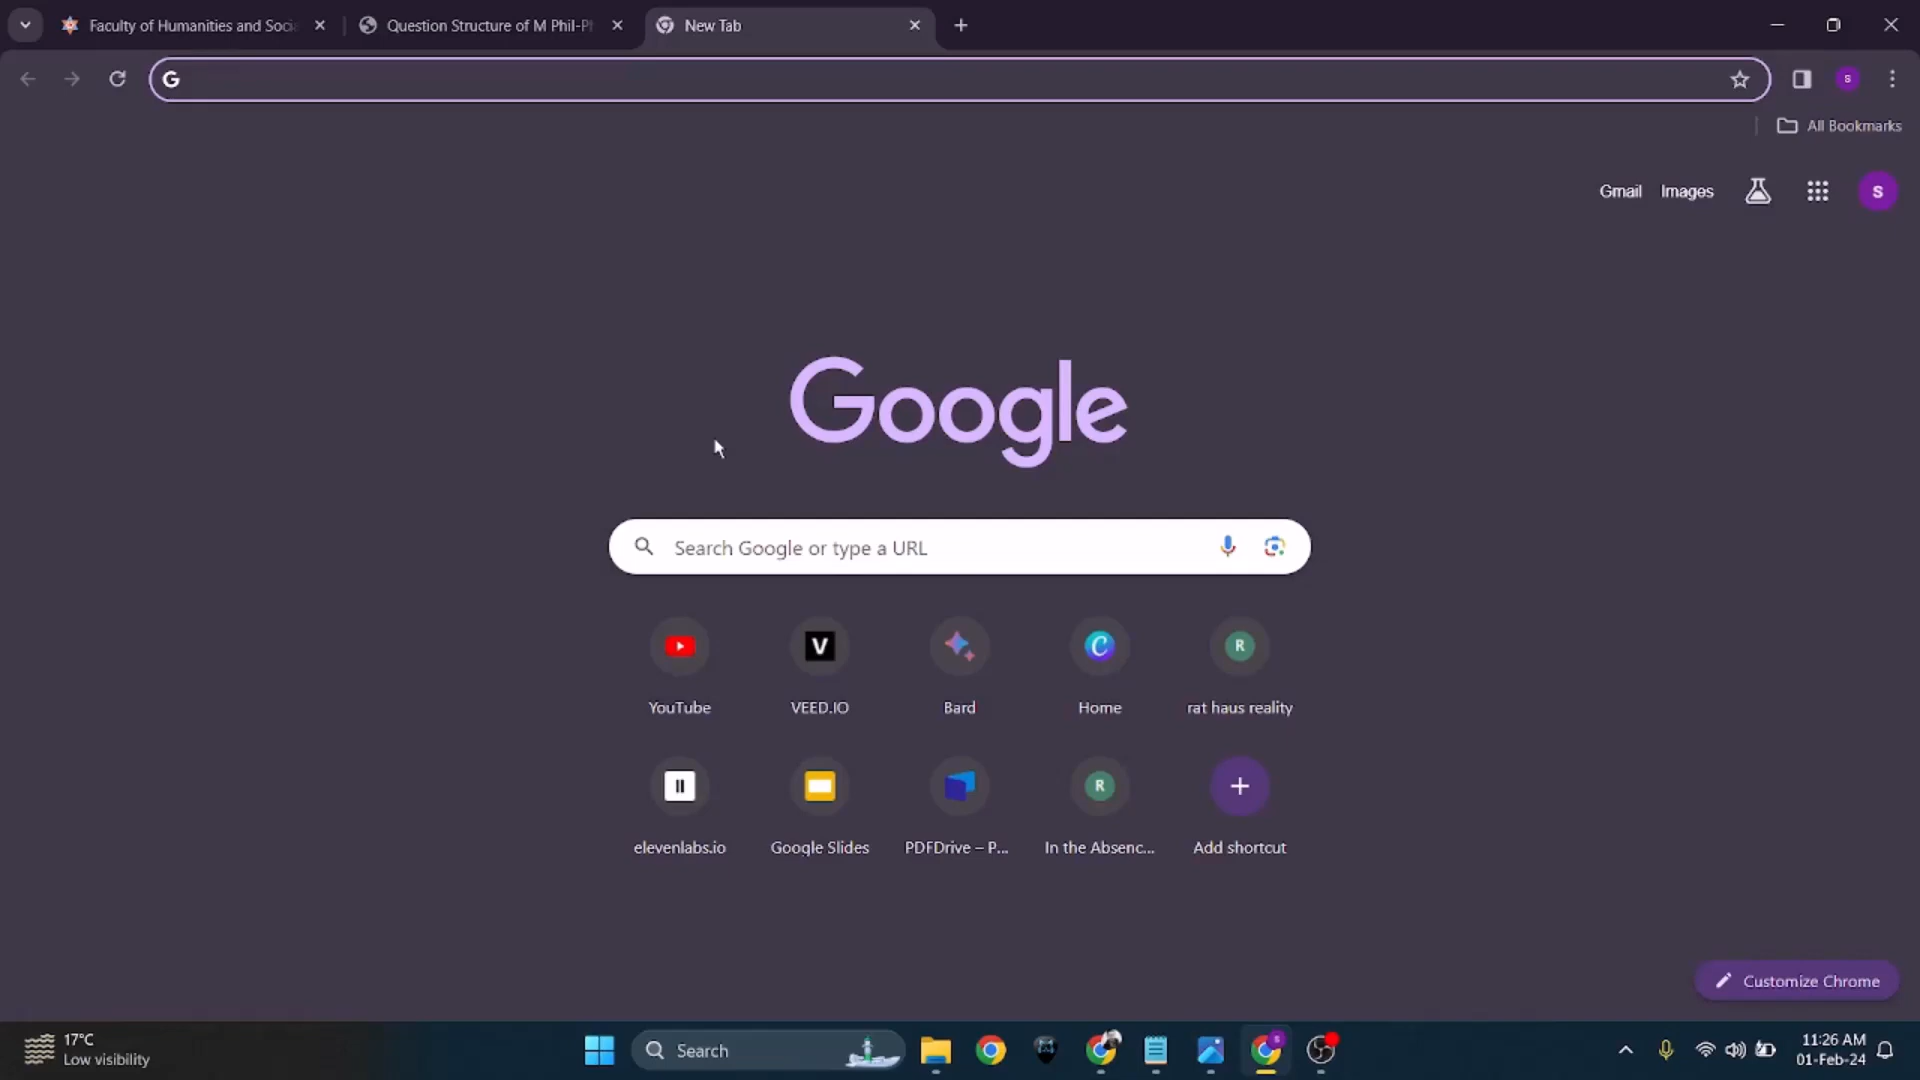 Faculty of Humanities and Soci
Question Structure of M Phil-P
New Tab
G
S
All Bookmarks
Gmail
Images
S
Google
Search Google or type a URL
V
C
R
YouTube
VEED.IO
Bard
Home
rat haus reality
R
elevenlabs.io
Google Slides
PDFDrive – P...
In the Absenc...
Add shortcut
Customize Chrome
17°C
Low visibility
Search
11:26 AM
01-Feb-24